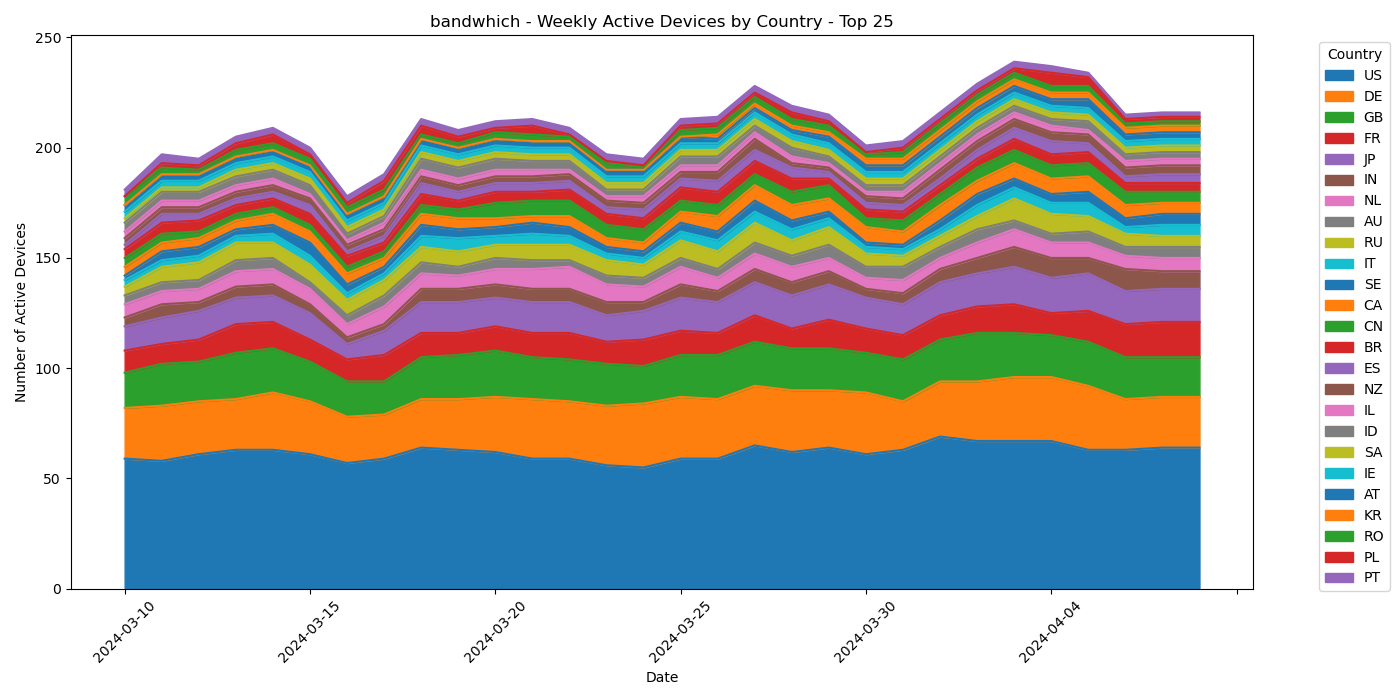 bandwhich - Weekly Active Devices by Country - Top 25
Number of Active Devices
250
200
150
100
50
0
2024-03-10
2024-03-15
2024-03-20
2024-03-25
2024-03-30
2024-04-04
Date
Country
US
DE
GB
FR
JP
IN
NL
AU
RU
IT
SE
CA
CN
BR
ES
NZ
IL
ID
SA
IE
AT
KR
RO
PL
PT